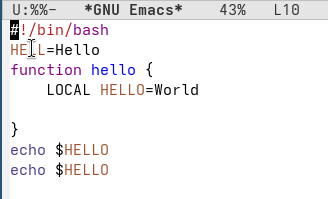 U:%%-- *GNU Emacs* 43% L10
#!/bin/bash
HELL=Hello
function hello {
    LOCAL HELLO=World
}
echo $HELLO
echo $HELLO